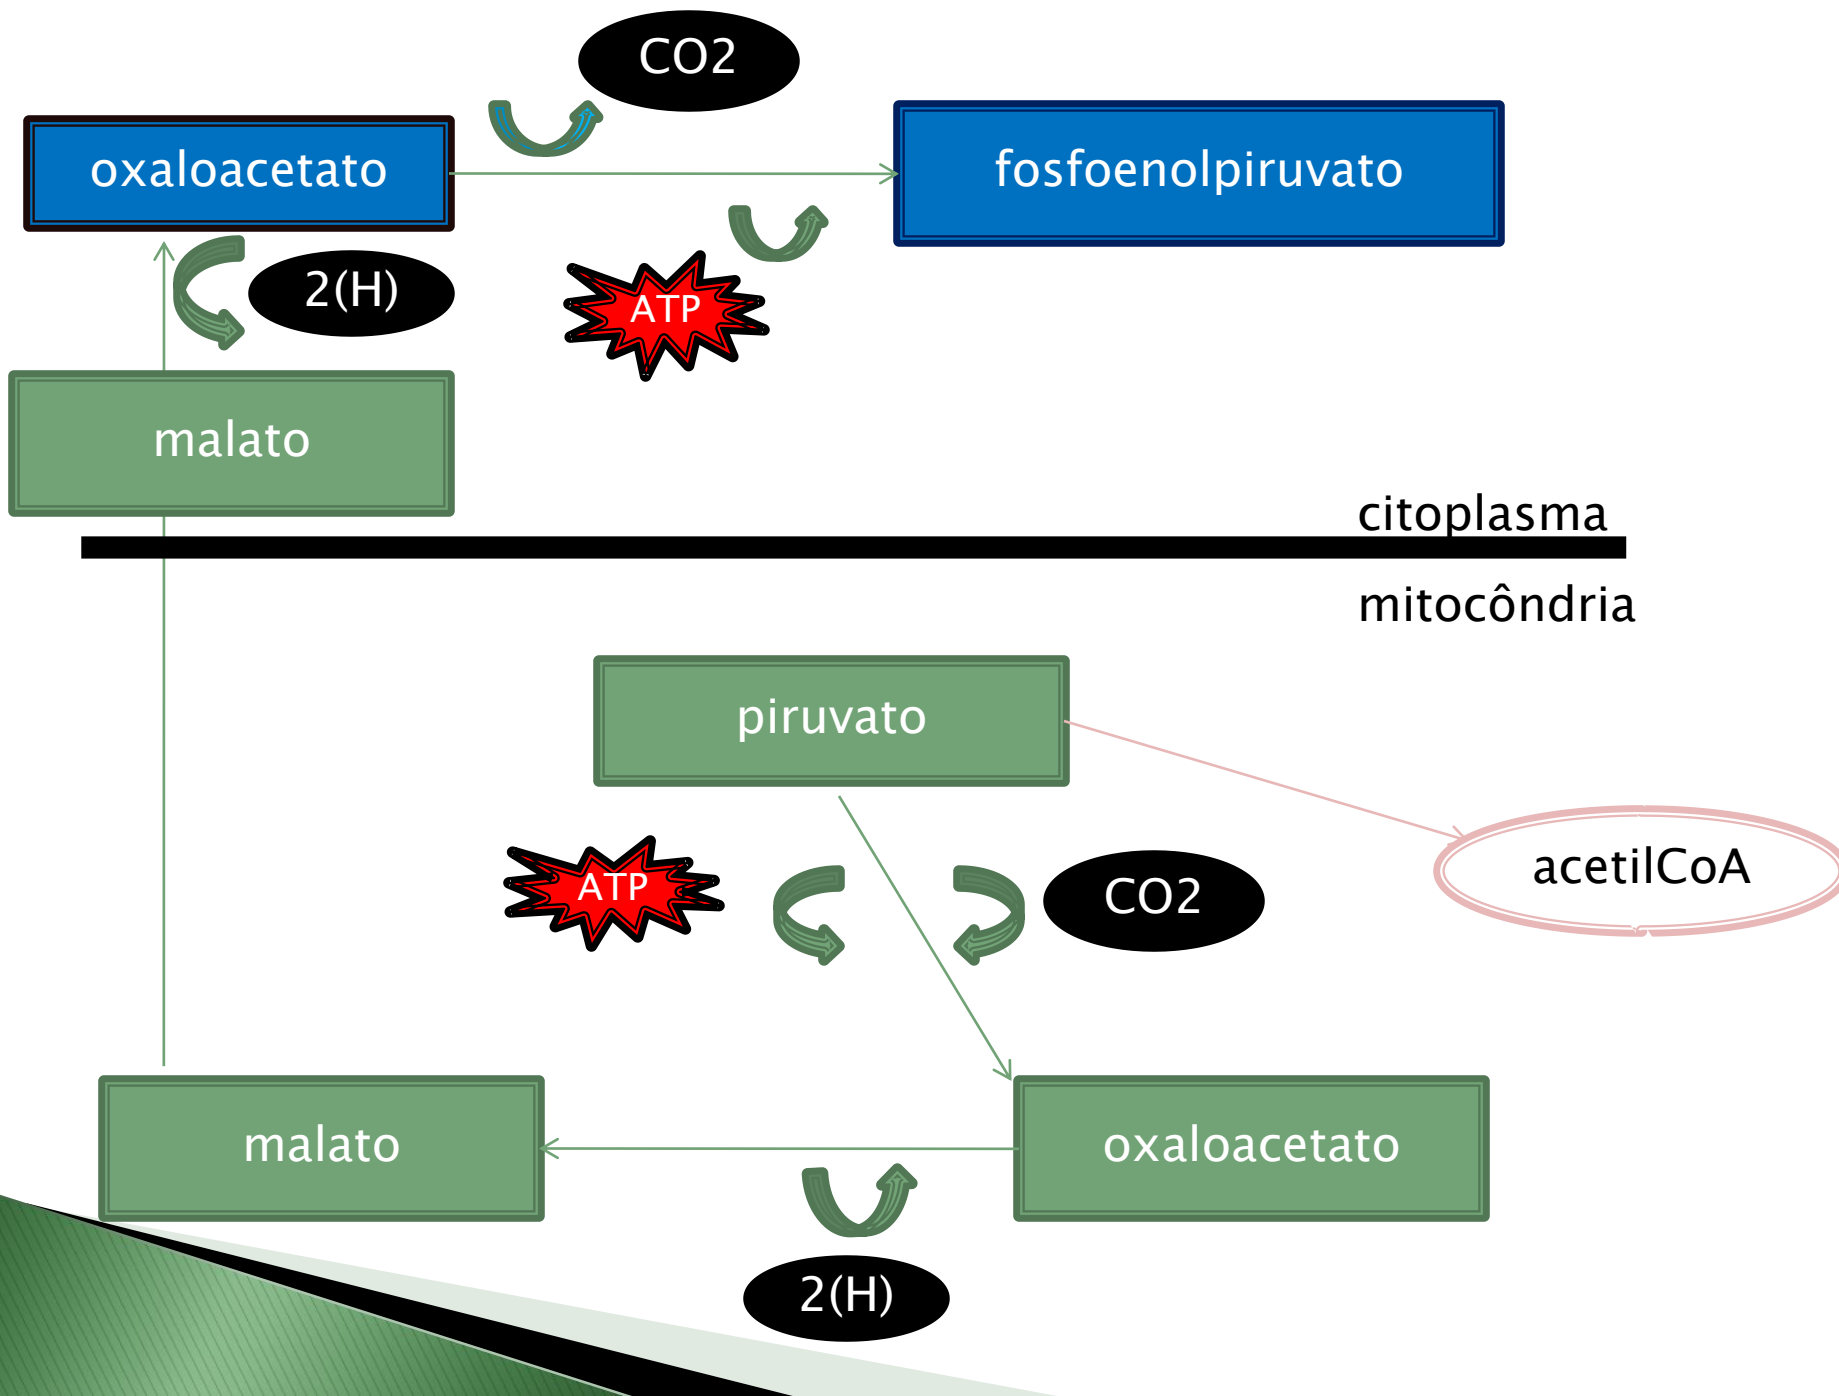 CO2
oxaloacetato
fosfoenolpiruvato
2(H)
ATP
malato
citoplasma
mitocôndria
piruvato
acetilCoA
ATP
CO2
malato
oxaloacetato
2(H)